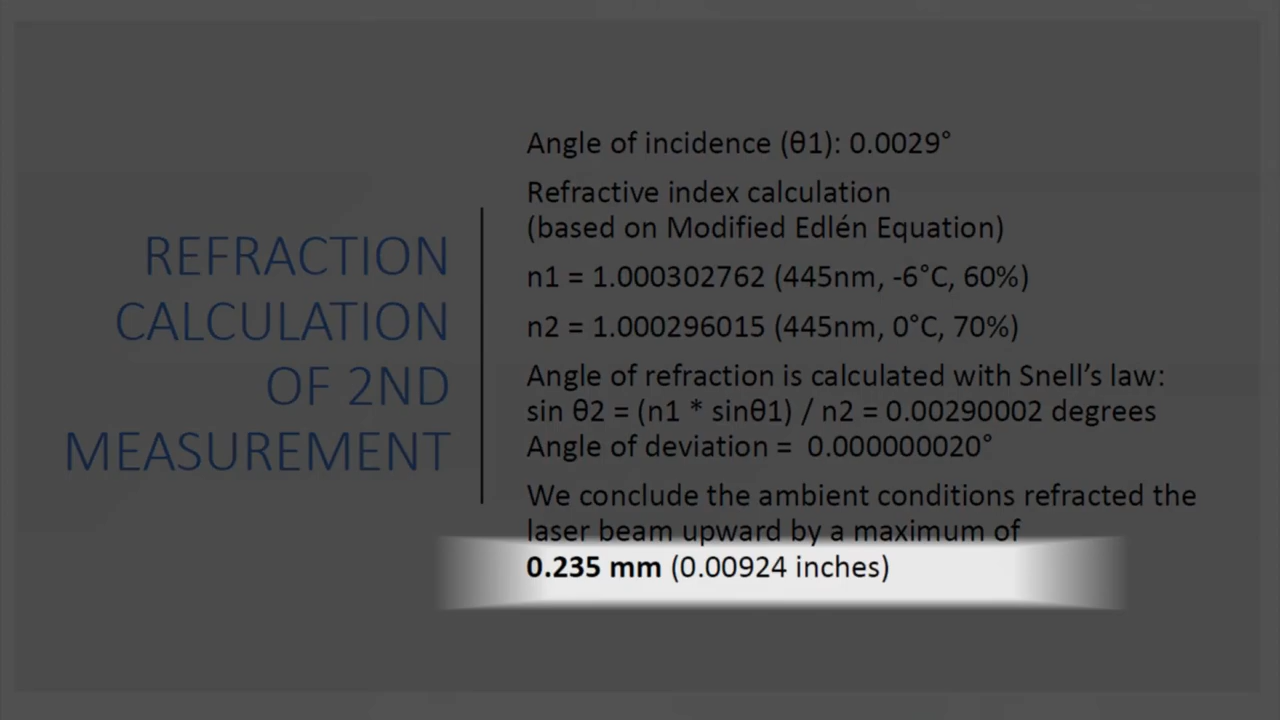 REFRACTION
CALCULATION
OF 2ND
MEASUREMENT
Angle of incidence (θ1): 0.0029°
Refractive index calculation
(based on Modified Edlén Equation)
n1 = 1.000302762 (445nm, -6°C, 60%)
n2 = 1.000296015 (445nm, 0°C, 70%)
Angle of refraction is calculated with Snell’s law:
sin θ2 = (n1 * sinθ1) / n2 = 0.00290002 degrees
Angle of deviation =  0.000000020°
We conclude the ambient conditions refracted the
laser beam upward by a maximum of
0.235 mm (0.00924 inches)